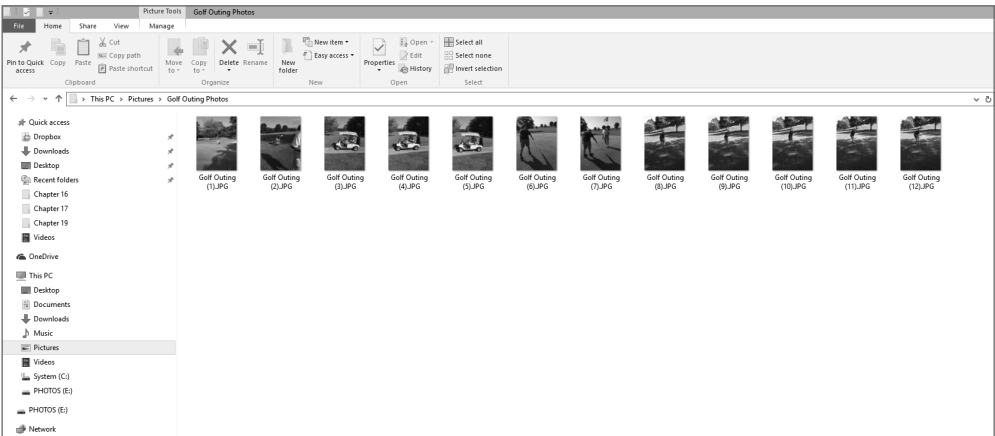 Picture Tools Golf Outing Photos
File Home Share View Manage
Pin to Quick access
Copy
Paste
Cut
Copy path
Paste shortcut
Clipboard
Move to
Copy to
Delete
Rename
Organize
New folder
New item
Easy access
New
Properties
Open
Edit
History
Open
Select all
Select none
Invert selection
Select
This PC > Pictures > Golf Outing Photos
Quick access
Dropbox
Downloads
Desktop
Recent folders
Chapter 16
Chapter 17
Chapter 19
Videos
OneDrive
This PC
Desktop
Documents
Downloads
Music
Pictures
Videos
System (C:)
PHOTOS (E:)
PHOTOS (E:)
Network
Golf Outing
(1).JPG
Golf Outing
(2).JPG
Golf Outing
(3).JPG
Golf Outing
(4).JPG
Golf Outing
(5).JPG
Golf Outing
(6).JPG
Golf Outing
(7).JPG
Golf Outing
(8).JPG
Golf Outing
(9).JPG
Golf Outing
(10).JPG
Golf Outing
(11).JPG
Golf Outing
(12).JPG